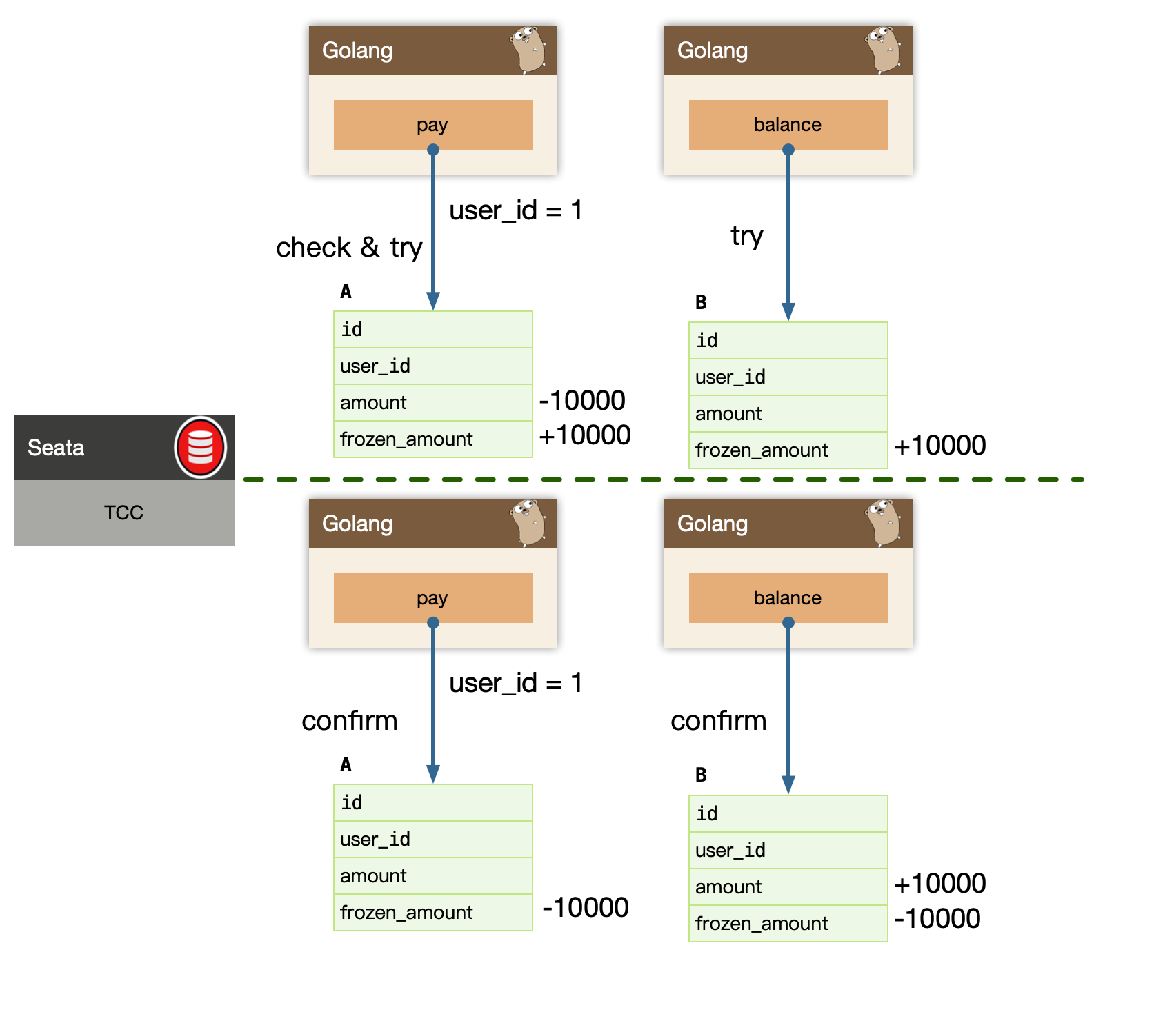 Golang
pay
user_id = 1
check & try
A
id
user_id
amount
-10000
frozen_amount
+10000
Golang
balance
try
B
id
user_id
amount
frozen_amount
+10000
Seata
TCC
Golang
pay
user_id = 1
confirm
A
id
user_id
amount
frozen_amount
-10000
Golang
balance
confirm
B
id
user_id
amount
+10000
frozen_amount
-10000